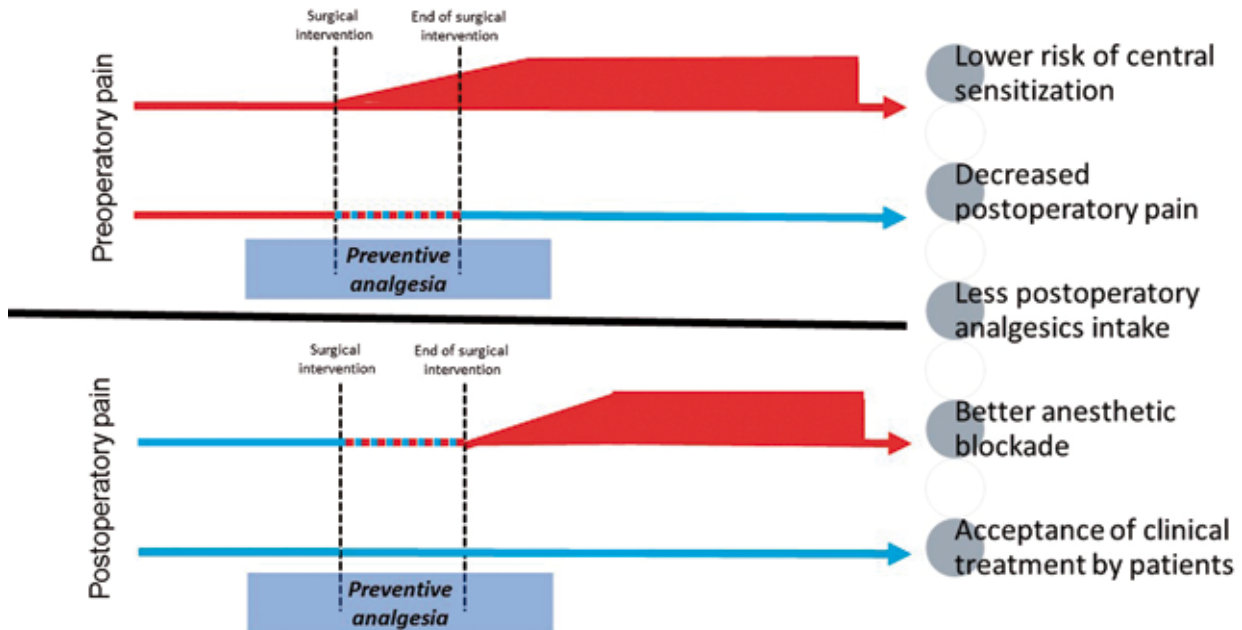 Surgical
intervention
End of surgical
intervention
Preoperatory pain
Preventive
analgesia
Surgical
intervention
End of surgical
intervention
Postoperatory pain
Preventive
analgesia
Lower risk of central
sensitization
Decreased
postoperatory pain
Less postoperatory
analgesics intake
Better anesthetic
blockade
Acceptance of clinical
treatment by patients